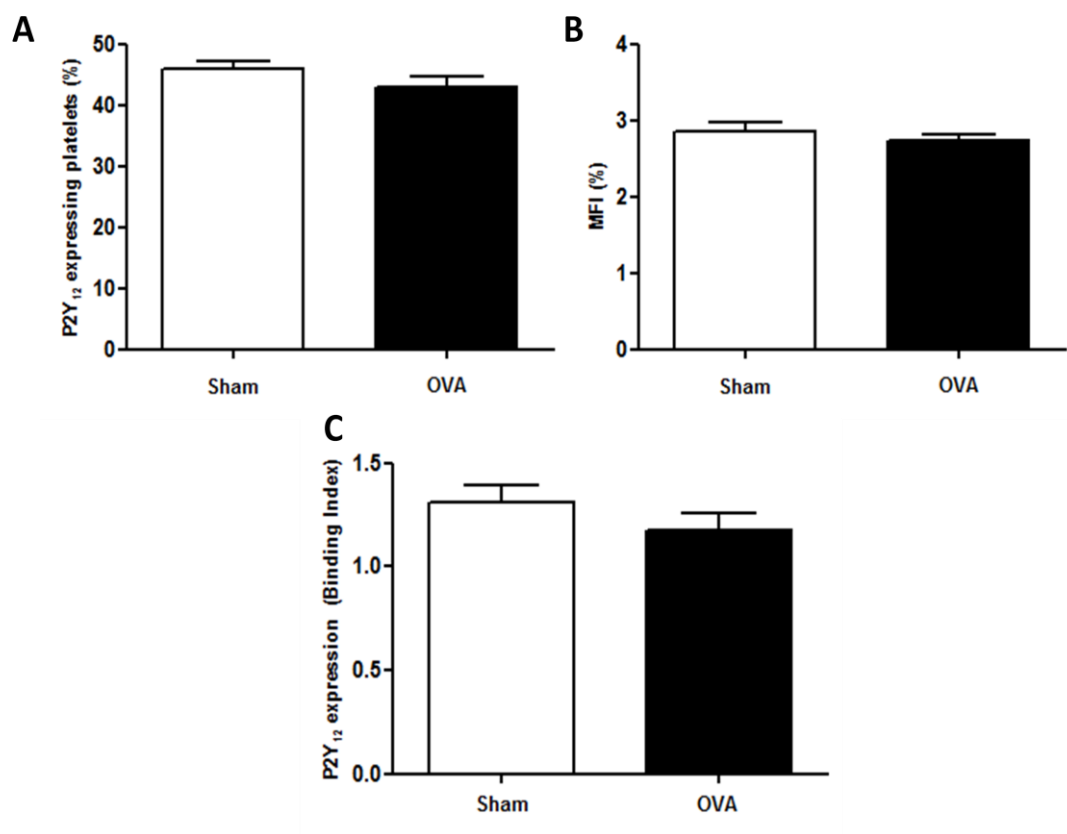 A
P2Y₁₂ expressing platelets (%)
50
40
30
20
10
0
Sham OVA
B
MFI (%)
4
3
2
1
0
Sham OVA
C
P2Y₁₂ expression (Binding Index)
1.5
1.0
0.5
0.0
Sham OVA